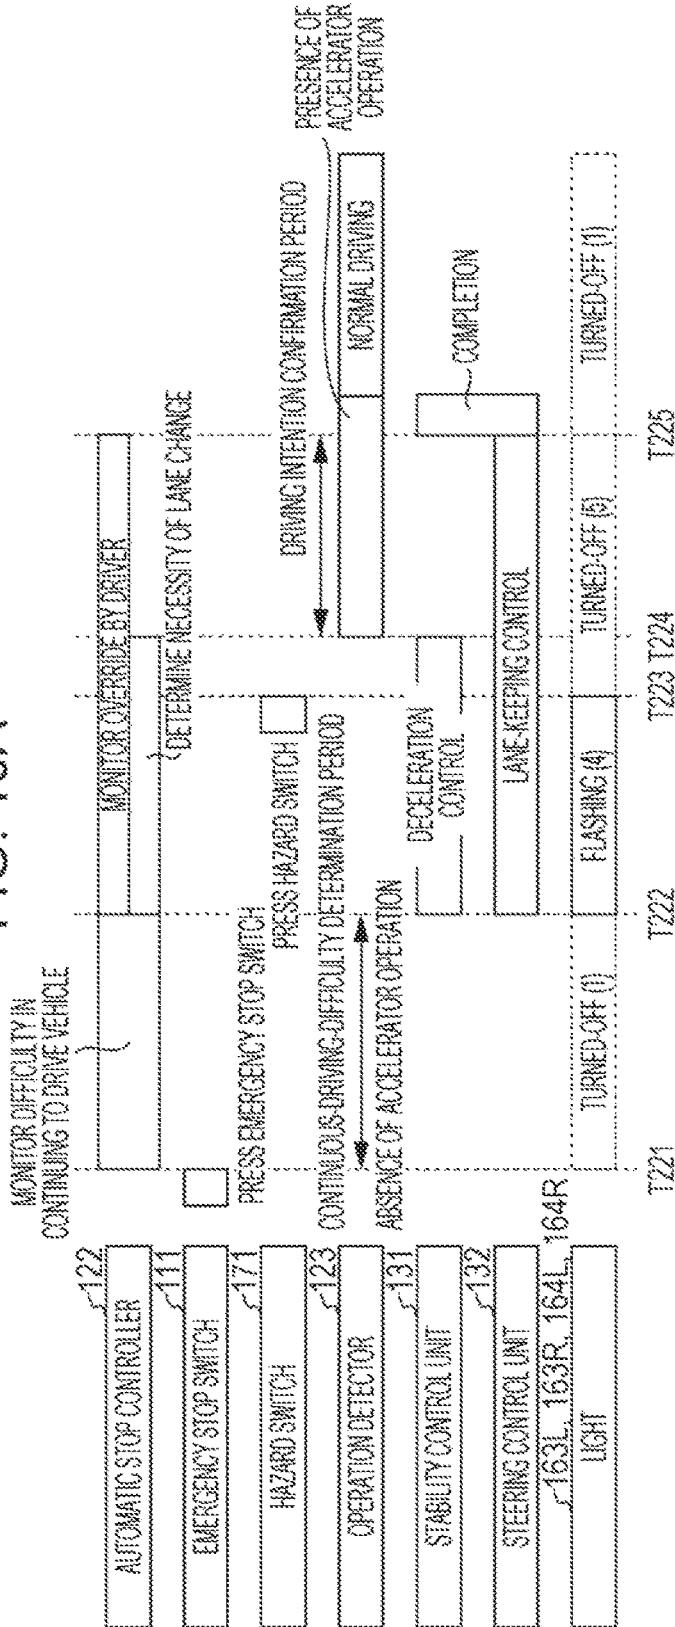 MONITOR DIFFICULTY IN
CONTINUING TO DRIVE VEHICLE
AUTOMATIC STOP CONTROLLER
122
MONITOR OVERRIDE BY DRIVER
DETERMINE NECESSITY OF LANE CHANGE
EMERGENCY STOP SWITCH
111
PRESS EMERGENCY STOP SWITCH
HAZARD SWITCH
171
PRESS HAZARD SWITCH
DRIVING INTENTION CONFIRMATION PERIOD
PRESENCE OF
ACCELERATOR
OPERATION
CONTINUOUS-DRIVING-DIFFICULTY DETERMINATION PERIOD
OPERATION DETECTOR
123
NORMAL DRIVING
ABSENCE OF ACCELERATOR OPERATION
STABILITY CONTROL UNIT
131
DECELERATION
CONTROL
COMPLETION
STEERING CONTROL UNIT
132
LANE-KEEPING CONTROL
163L, 163R, 164L, 164R
LIGHT
TURNED-OFF (1)
FLASHING (4)
TURNED-OFF (5)
TURNED-OFF (1)
T221
T222
T223
T224
T225